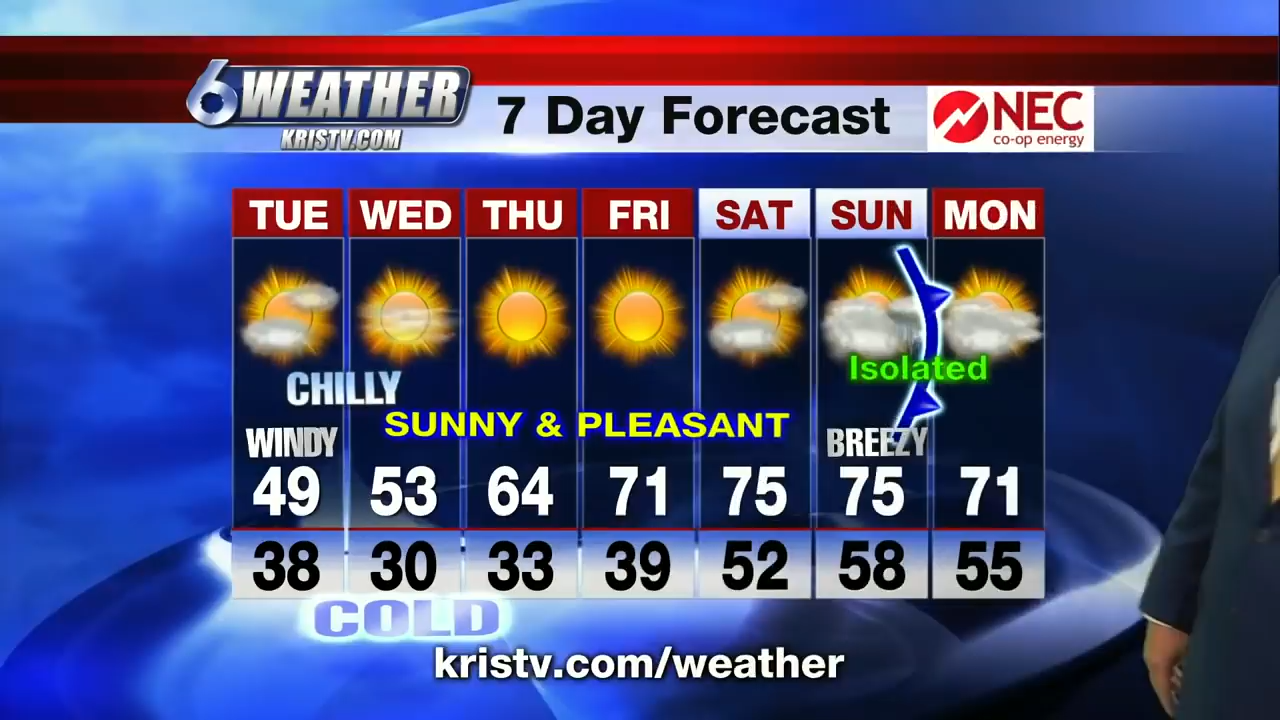 6 WEATHER
KRISTV.COM
7 Day Forecast
NEC
co-op energy
TUE WED THU FRI SAT SUN MON
Isolated
CHILLY
SUNNY & PLEASANT
WINDY BREEZY
49 53 64 71 75 75 71
38 30 33 39 52 58 55
COLD
kristv.com/weather